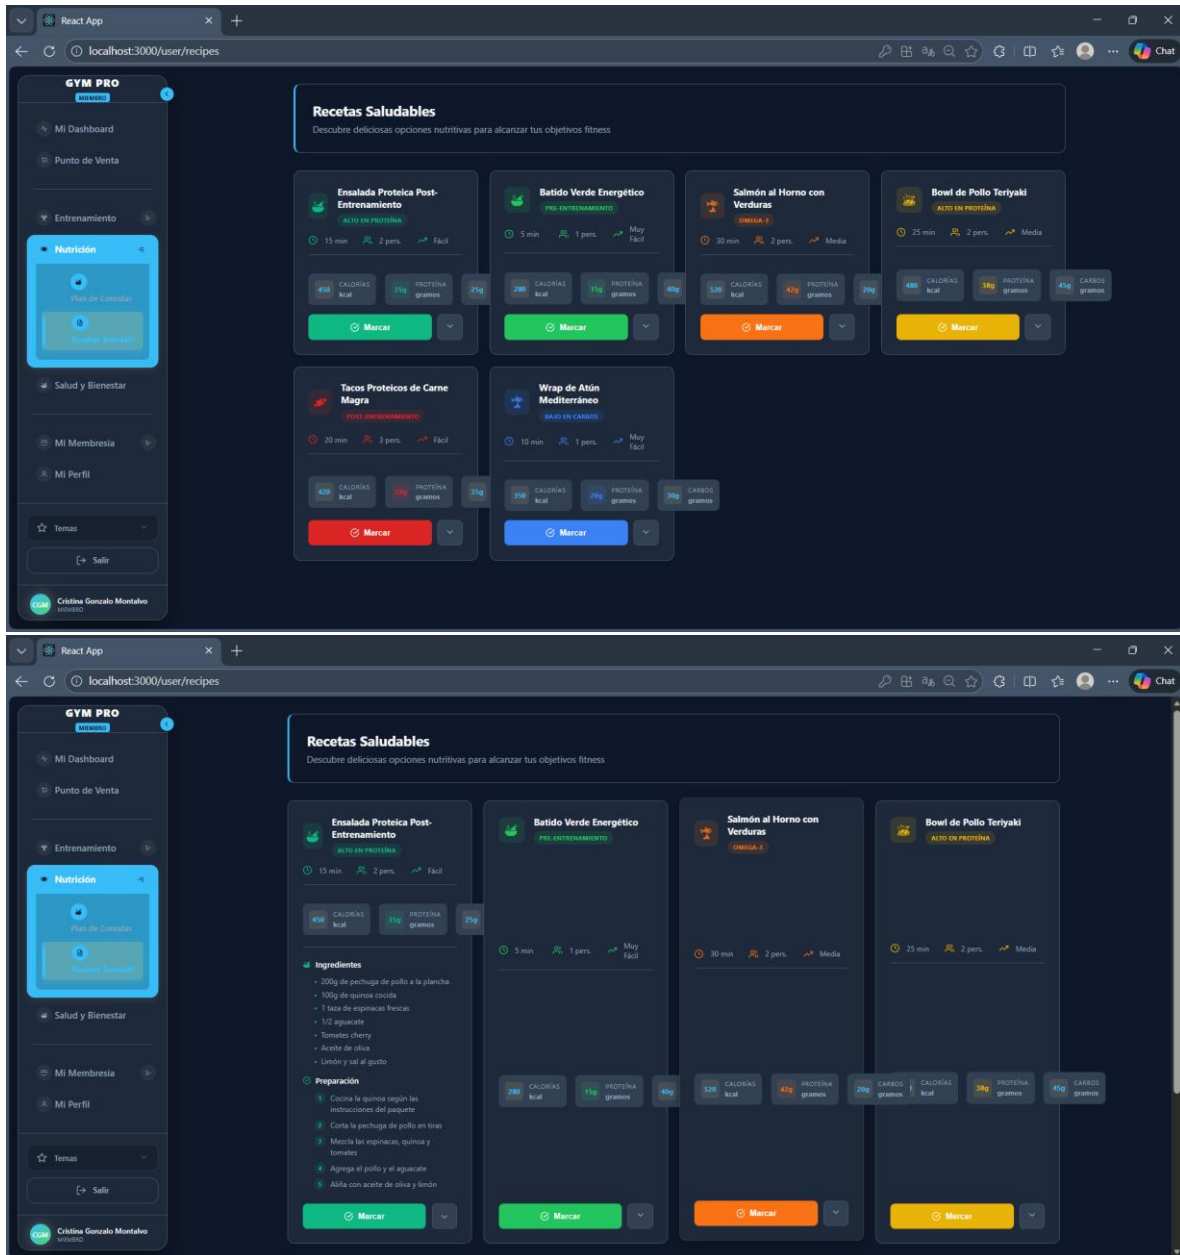 React App
localhost:3000/user/recipes
Chat
GYM PRO
MIEMBRO
Mi Dashboard
Punto de Venta
Entrenamiento
Nutrición
Plan de Comidas
Salud y Bienestar
Mi Membresía
Mi Perfil
Temas
Salir
CGM
Cristina Gonzalo Montalvo
MIEMBRO
Recetas Saludables
Descubre deliciosas opciones nutritivas para alcanzar tus objetivos fitness
Ensalada Proteica Post-
Entrenamiento
ALTO EN PROTEÍNA
15 min 2 pers. Fácil
450 CALORÍAS kcal 35g PROTEÍNA gramos 25g
Marcar
Batido Verde Energético
PRE-ENTRENAMIENTO
5 min 1 pers. Muy Fácil
280 CALORÍAS kcal 15g PROTEÍNA gramos 40g
Marcar
Salmón al Horno con
Verduras
OMEGA-3
30 min 2 pers. Media
520 CALORÍAS kcal 42g PROTEÍNA gramos 20g
Marcar
Bowl de Pollo Teriyaki
ALTO EN PROTEÍNA
25 min 2 pers. Media
480 CALORÍAS kcal 38g PROTEÍNA gramos 45g CARBOS gramos
Marcar
Tacos Proteicos de Carne
Magra
POST-ENTRENAMIENTO
20 min 3 pers. Fácil
420 CALORÍAS kcal PROTEÍNA gramos 35g
Marcar
Wrap de Atún
Mediterráneo
BAJO EN CARBOS
10 min 1 pers. Muy Fácil
350 CALORÍAS kcal 28g PROTEÍNA gramos 30g CARBOS gramos
Marcar
React App
localhost:3000/user/recipes
Chat
GYM PRO
MIEMBRO
Mi Dashboard
Punto de Venta
Entrenamiento
Nutrición
Plan de Comidas
Salud y Bienestar
Mi Membresía
Mi Perfil
Temas
Salir
CGM
Cristina Gonzalo Montalvo
MIEMBRO
Recetas Saludables
Descubre deliciosas opciones nutritivas para alcanzar tus objetivos fitness
Ensalada Proteica Post-
Entrenamiento
ALTO EN PROTEÍNA
15 min 2 pers. Fácil
450 CALORÍAS kcal 35g PROTEÍNA gramos 25g
Ingredientes
• 200g de pechuga de pollo a la plancha
• 100g de quinoa cocida
• 1 taza de espinacas frescas
• 1/2 aguacate
• Tomates cherry
• Aceite de oliva
• Limón y sal al gusto
Preparación
1 Cocina la quinoa según las
instrucciones del paquete
2 Corta la pechuga de pollo en tiras
3 Mezcla las espinacas, quinoa y
tomates
4 Agrega el pollo y el aguacate
5 Aliña con aceite de oliva y limón
Marcar
Batido Verde Energético
PRE-ENTRENAMIENTO
5 min 1 pers. Muy Fácil
280 CALORÍAS kcal 15g PROTEÍNA gramos 40g
Marcar
Salmón al Horno con
Verduras
OMEGA-3
30 min 2 pers. Media
520 CALORÍAS kcal 42g PROTEÍNA gramos 20g CARBOS gramos
Marcar
Bowl de Pollo Teriyaki
ALTO EN PROTEÍNA
25 min 2 pers. Media
CALORÍAS kcal 38g PROTEÍNA gramos 45g CARBOS gramos
Marcar